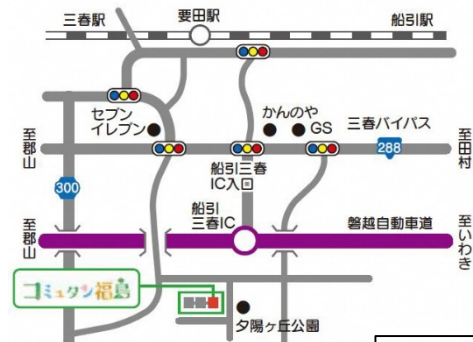 三春駅
要田駅
船引駅
セブン
イレブン
かんのや
GS
三春バイパス
至郡山
至田村
288
船引三春
IC入口
300
船引
三春IC
磐越自動車道
至郡山
至いわき
コミュタン福島
夕陽ヶ丘公園